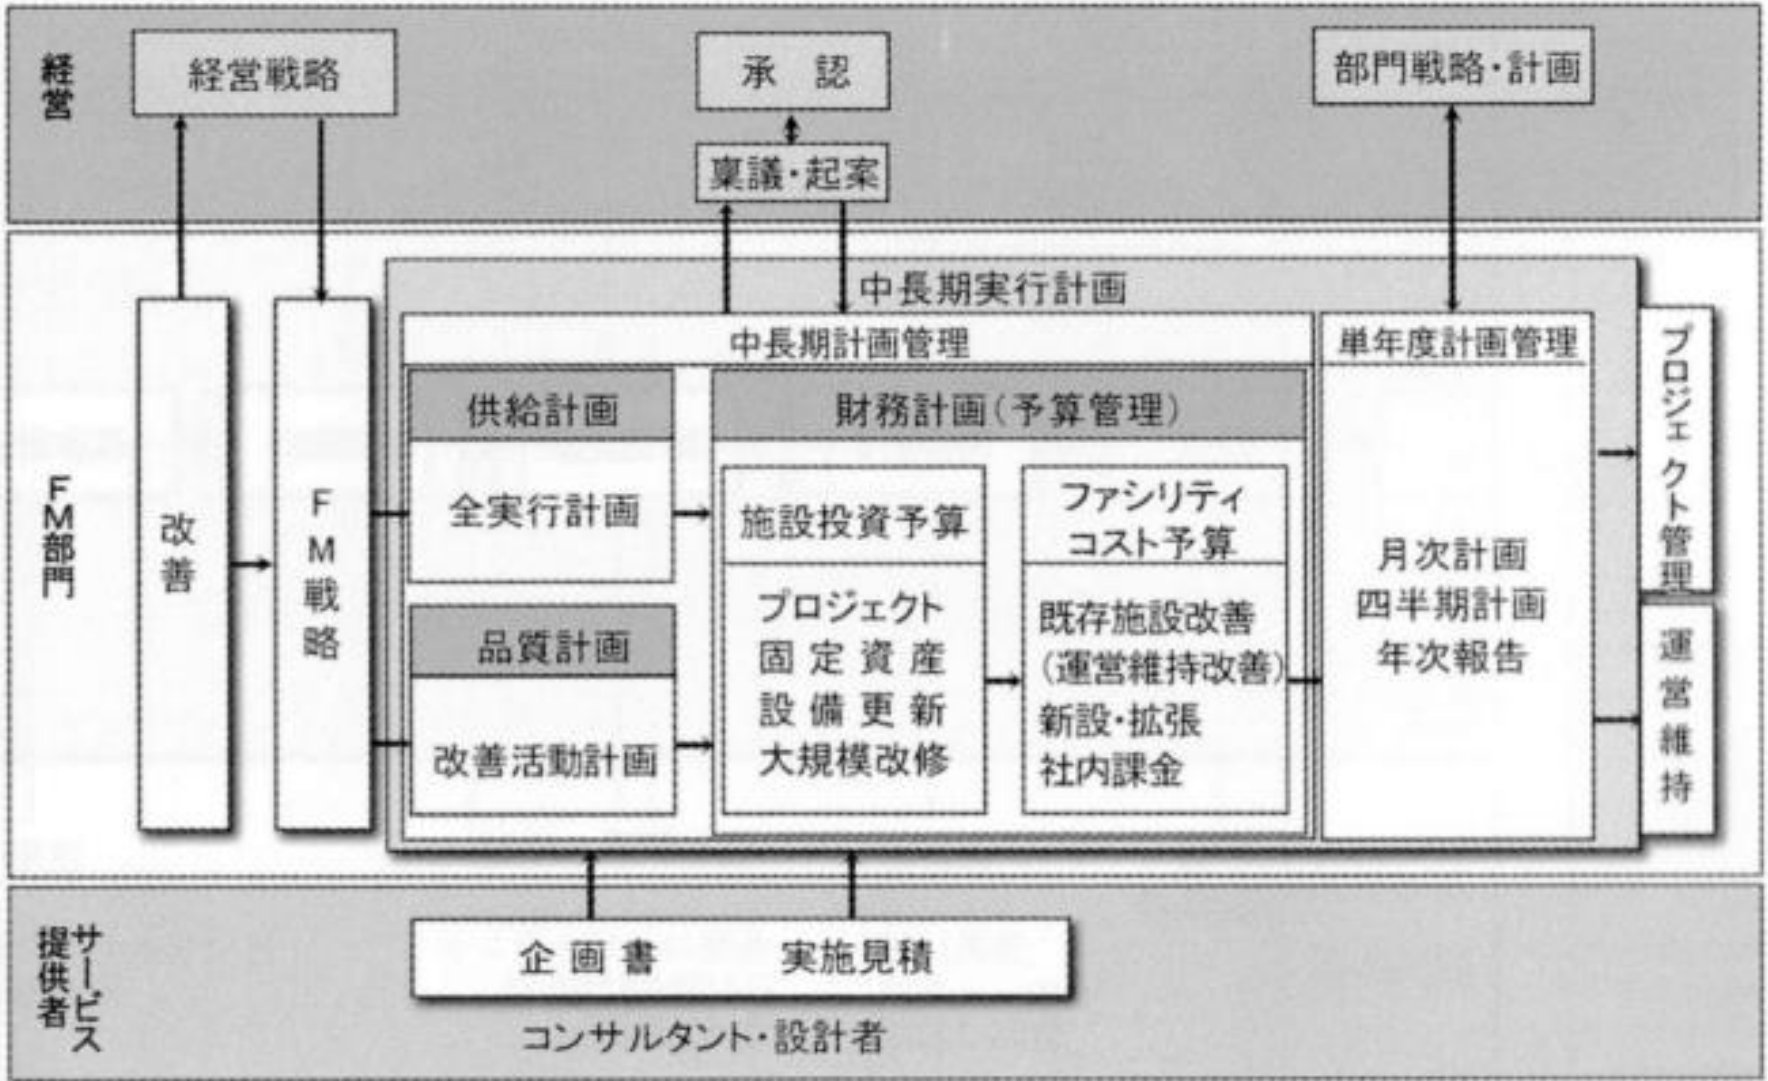 経営
経営戦略
承 認
部門戦略・計画
稟議・起案
FM部門
改善
FM戦略
中長期実行計画
中長期計画管理
単年度計画管理
供給計画
全実行計画
品質計画
改善活動計画
財務計画(予算管理)
施設投資予算
プロジェクト
固定資産
設備更新
大規模改修
ファシリティ
コスト予算
既存施設改善
(運営維持改善)
新設・拡張
社内課金
月次計画
四半期計画
年次報告
プロジェクト管理
運営維持
サービス
提供者
企画書 実施見積
コンサルタント・設計者